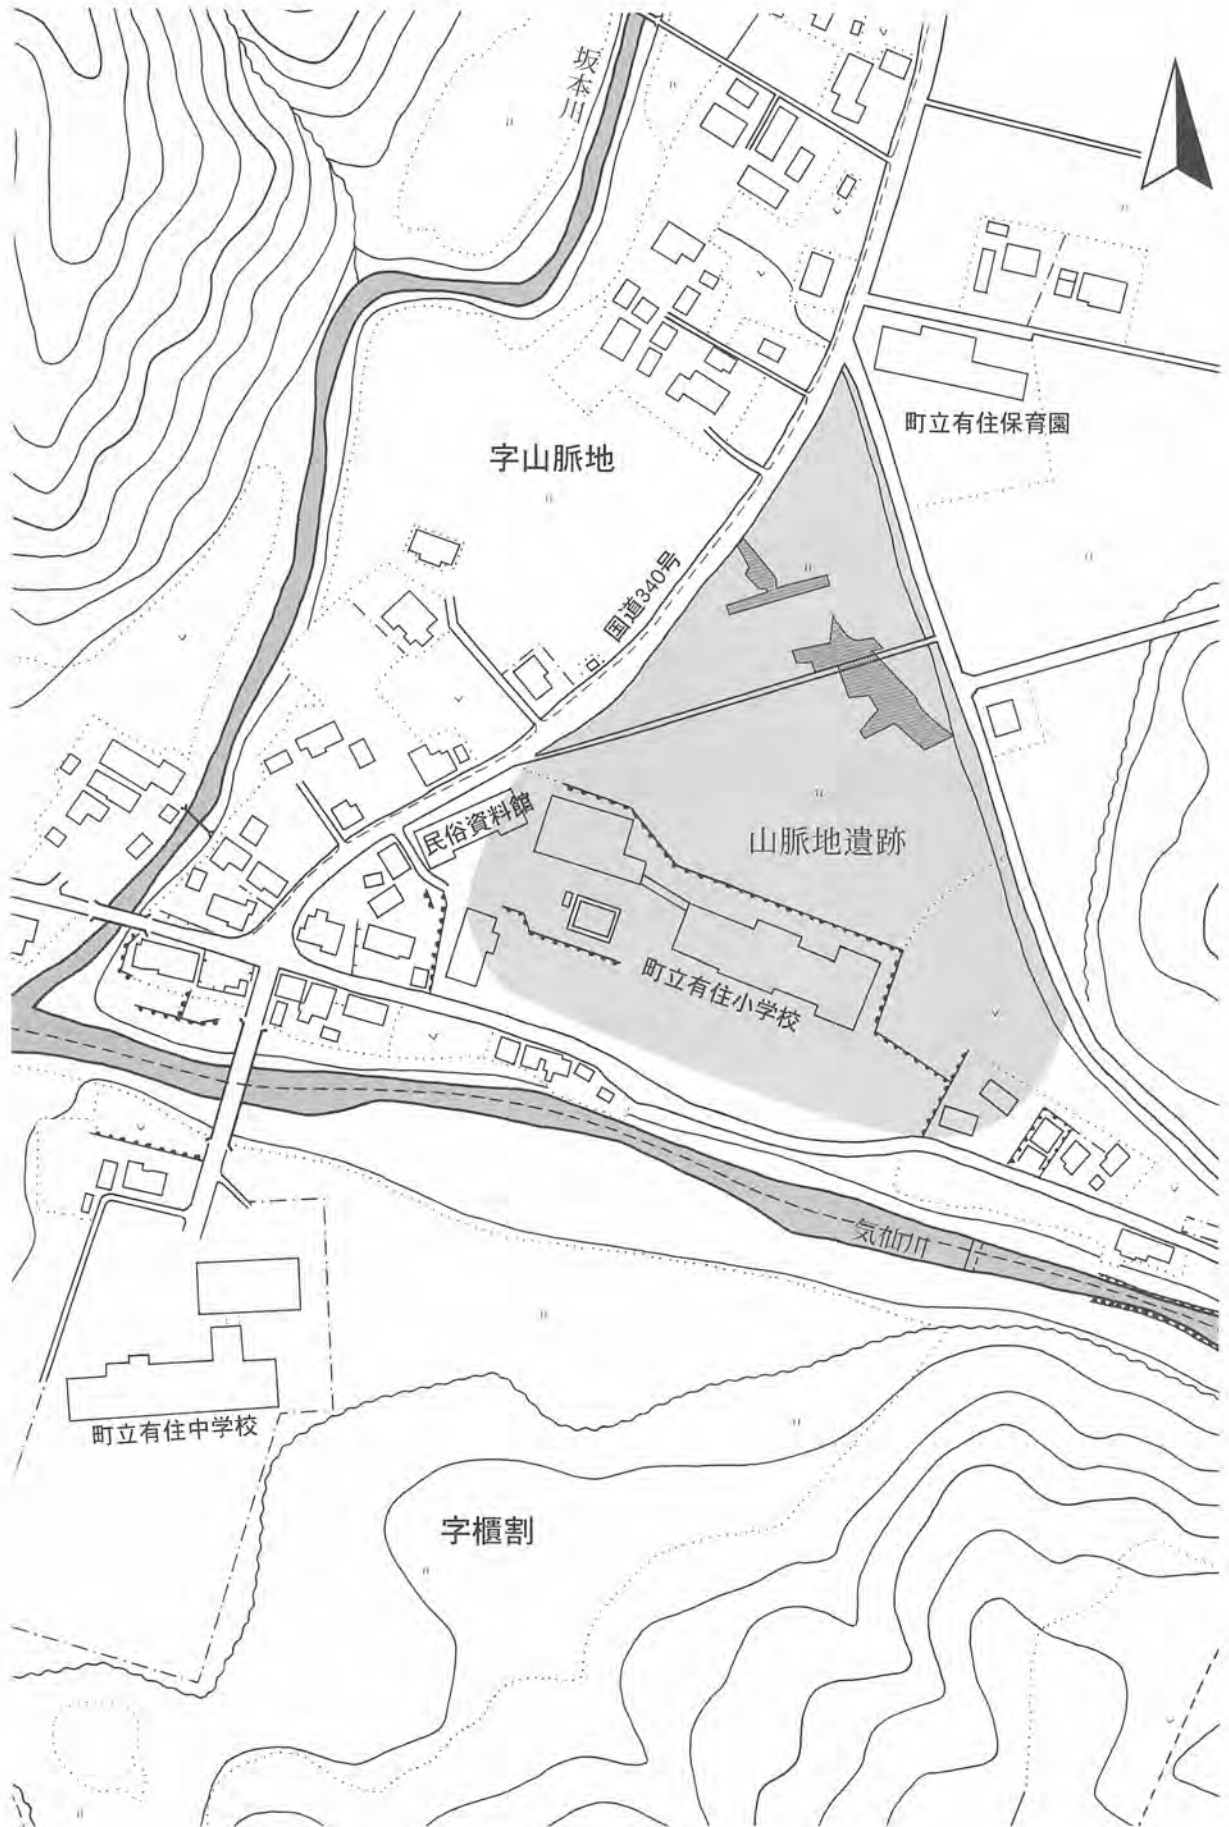 坂本川
町立有住保育園
字山脈地
国道340号
民俗資料館
山脈地遺跡
町立有住小学校
気仙川
町立有住中学校
字櫃割